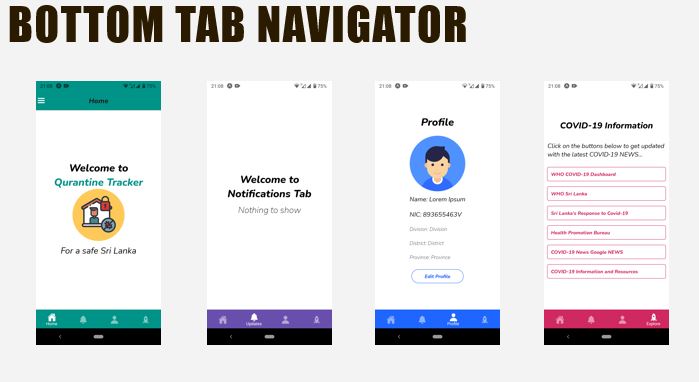 BOTTOM TAB NAVIGATOR
21:08 75%
Home
Welcome to
Qurantine Tracker
For a safe Sri Lanka
Home
21:08 75%
Welcome to
Notifications Tab
Nothing to show
Updates
21:08 75%
Profile
Name: Lorem Ipsum
NIC: 893655463V
Division: Division
District: District
Province: Province
Edit Profile
Profile
21:08 75%
COVID-19 Information
Click on the buttons below to get updated
with the latest COVID-19 NEWS...
WHO COVID-19 Dashboard
WHO Sri Lanka
Sri Lanka's Response to Covid-19
Health Promotion Bureau
COVID-19 News Google NEWS
COVID-19 Information and Resources
Explore